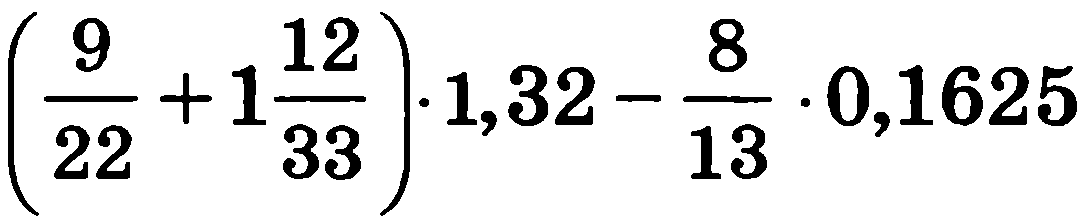 (9/22 + 1 12/33) · 1,32 − 8/13 · 0,1625